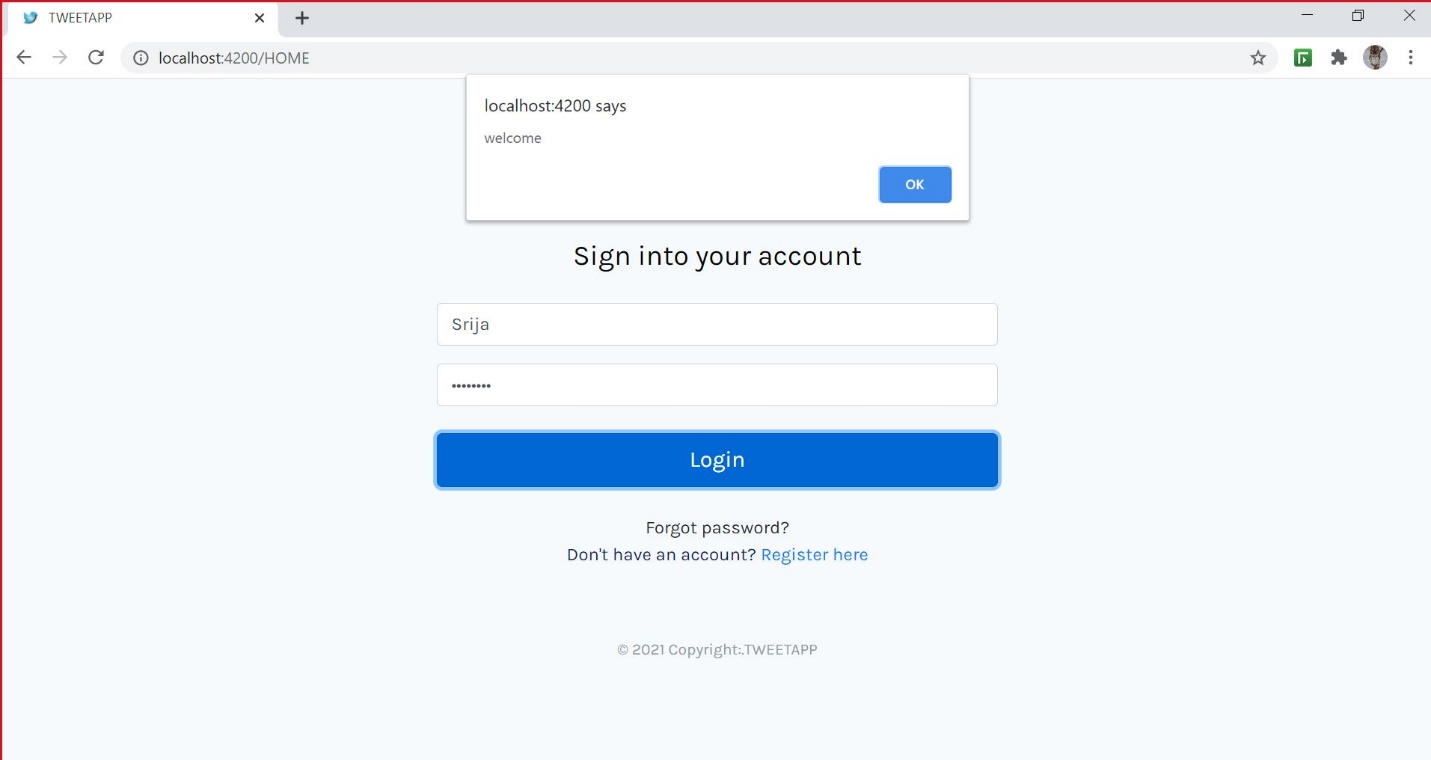 TWEETAPP
localhost:4200/HOME
localhost:4200 says
welcome
OK
Sign into your account
Srija
••••••••
Login
Forgot password?
Don't have an account? Register here
© 2021 Copyright:.TWEETAPP